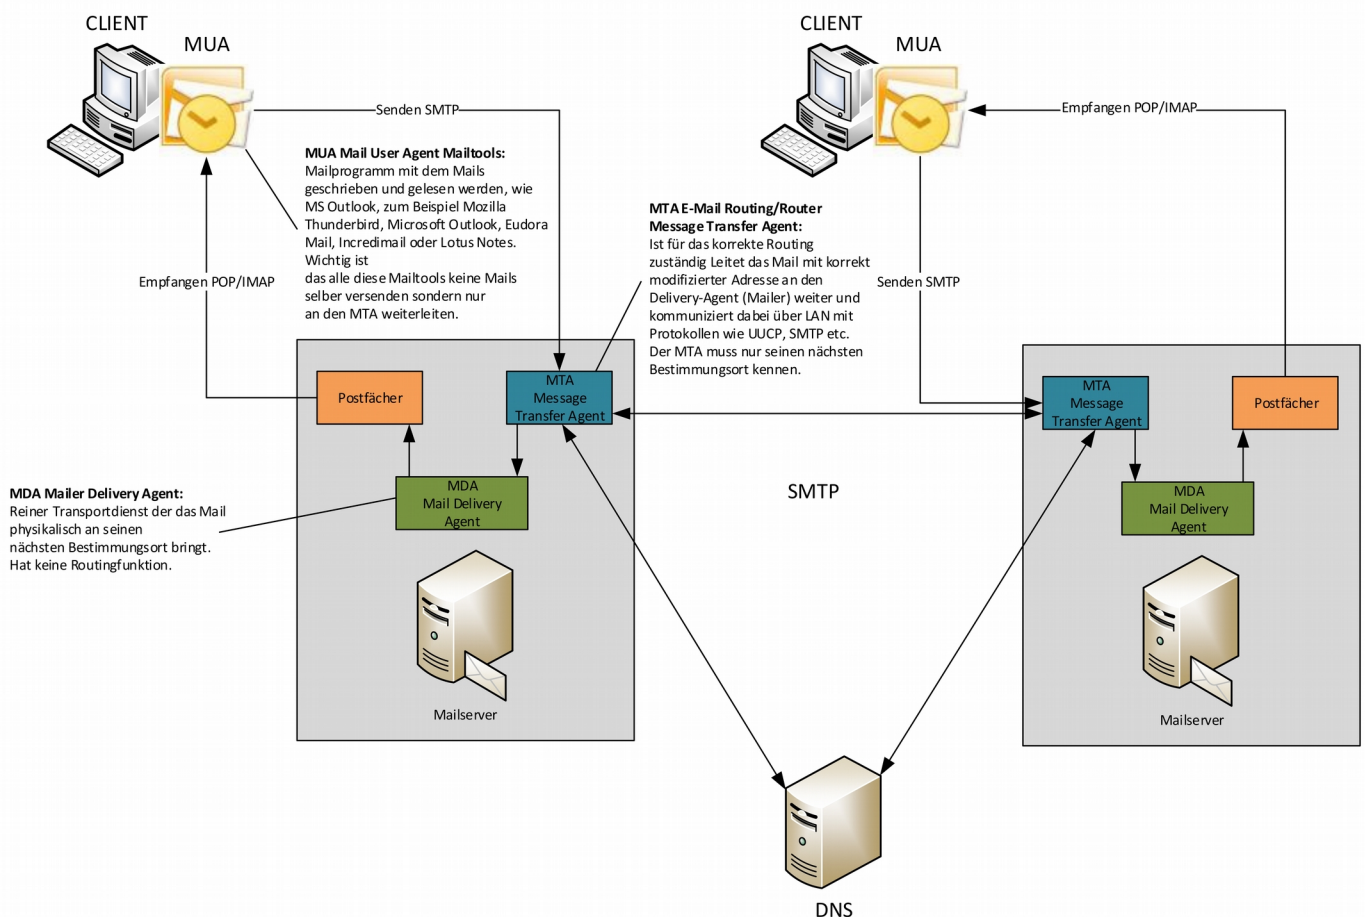 CLIENT
MUA
Senden SMTP
MUA Mail User Agent Mailtools:
Mailprogramm mit dem Mails
geschrieben und gelesen werden, wie
MS Outlook, zum Beispiel Mozilla
Thunderbird, Microsoft Outlook, Eudora
Mail, Incredimail oder Lotus Notes.
Wichtig ist
das alle diese Mailtools keine Mails
selber versenden sondern nur
an den MTA weiterleiten.
Empfangen POP/IMAP
CLIENT
MUA
Empfangen POP/IMAP
MTA E-Mail Routing/Router
Message Transfer Agent:
Ist für das korrekte Routing
zuständig Leitet das Mail mit korrekt
modifizierter Adresse an den
Delivery-Agent (Mailer) weiter und
kommuniziert dabei über LAN mit
Protokollen wie UUCP, SMTP etc.
Der MTA muss nur seinen nächsten
Bestimmungsort kennen.
Senden SMTP
Postfächer
MTA
Message
Transfer Agent
MDA
Mail Delivery
Agent
MDA Mailer Delivery Agent:
Reiner Transportdienst der das Mail
physikalisch an seinen
nächsten Bestimmungsort bringt.
Hat keine Routingfunktion.
Mailserver
SMTP
MTA
Message
Transfer Agent
Postfächer
MDA
Mail Delivery
Agent
Mailserver
DNS